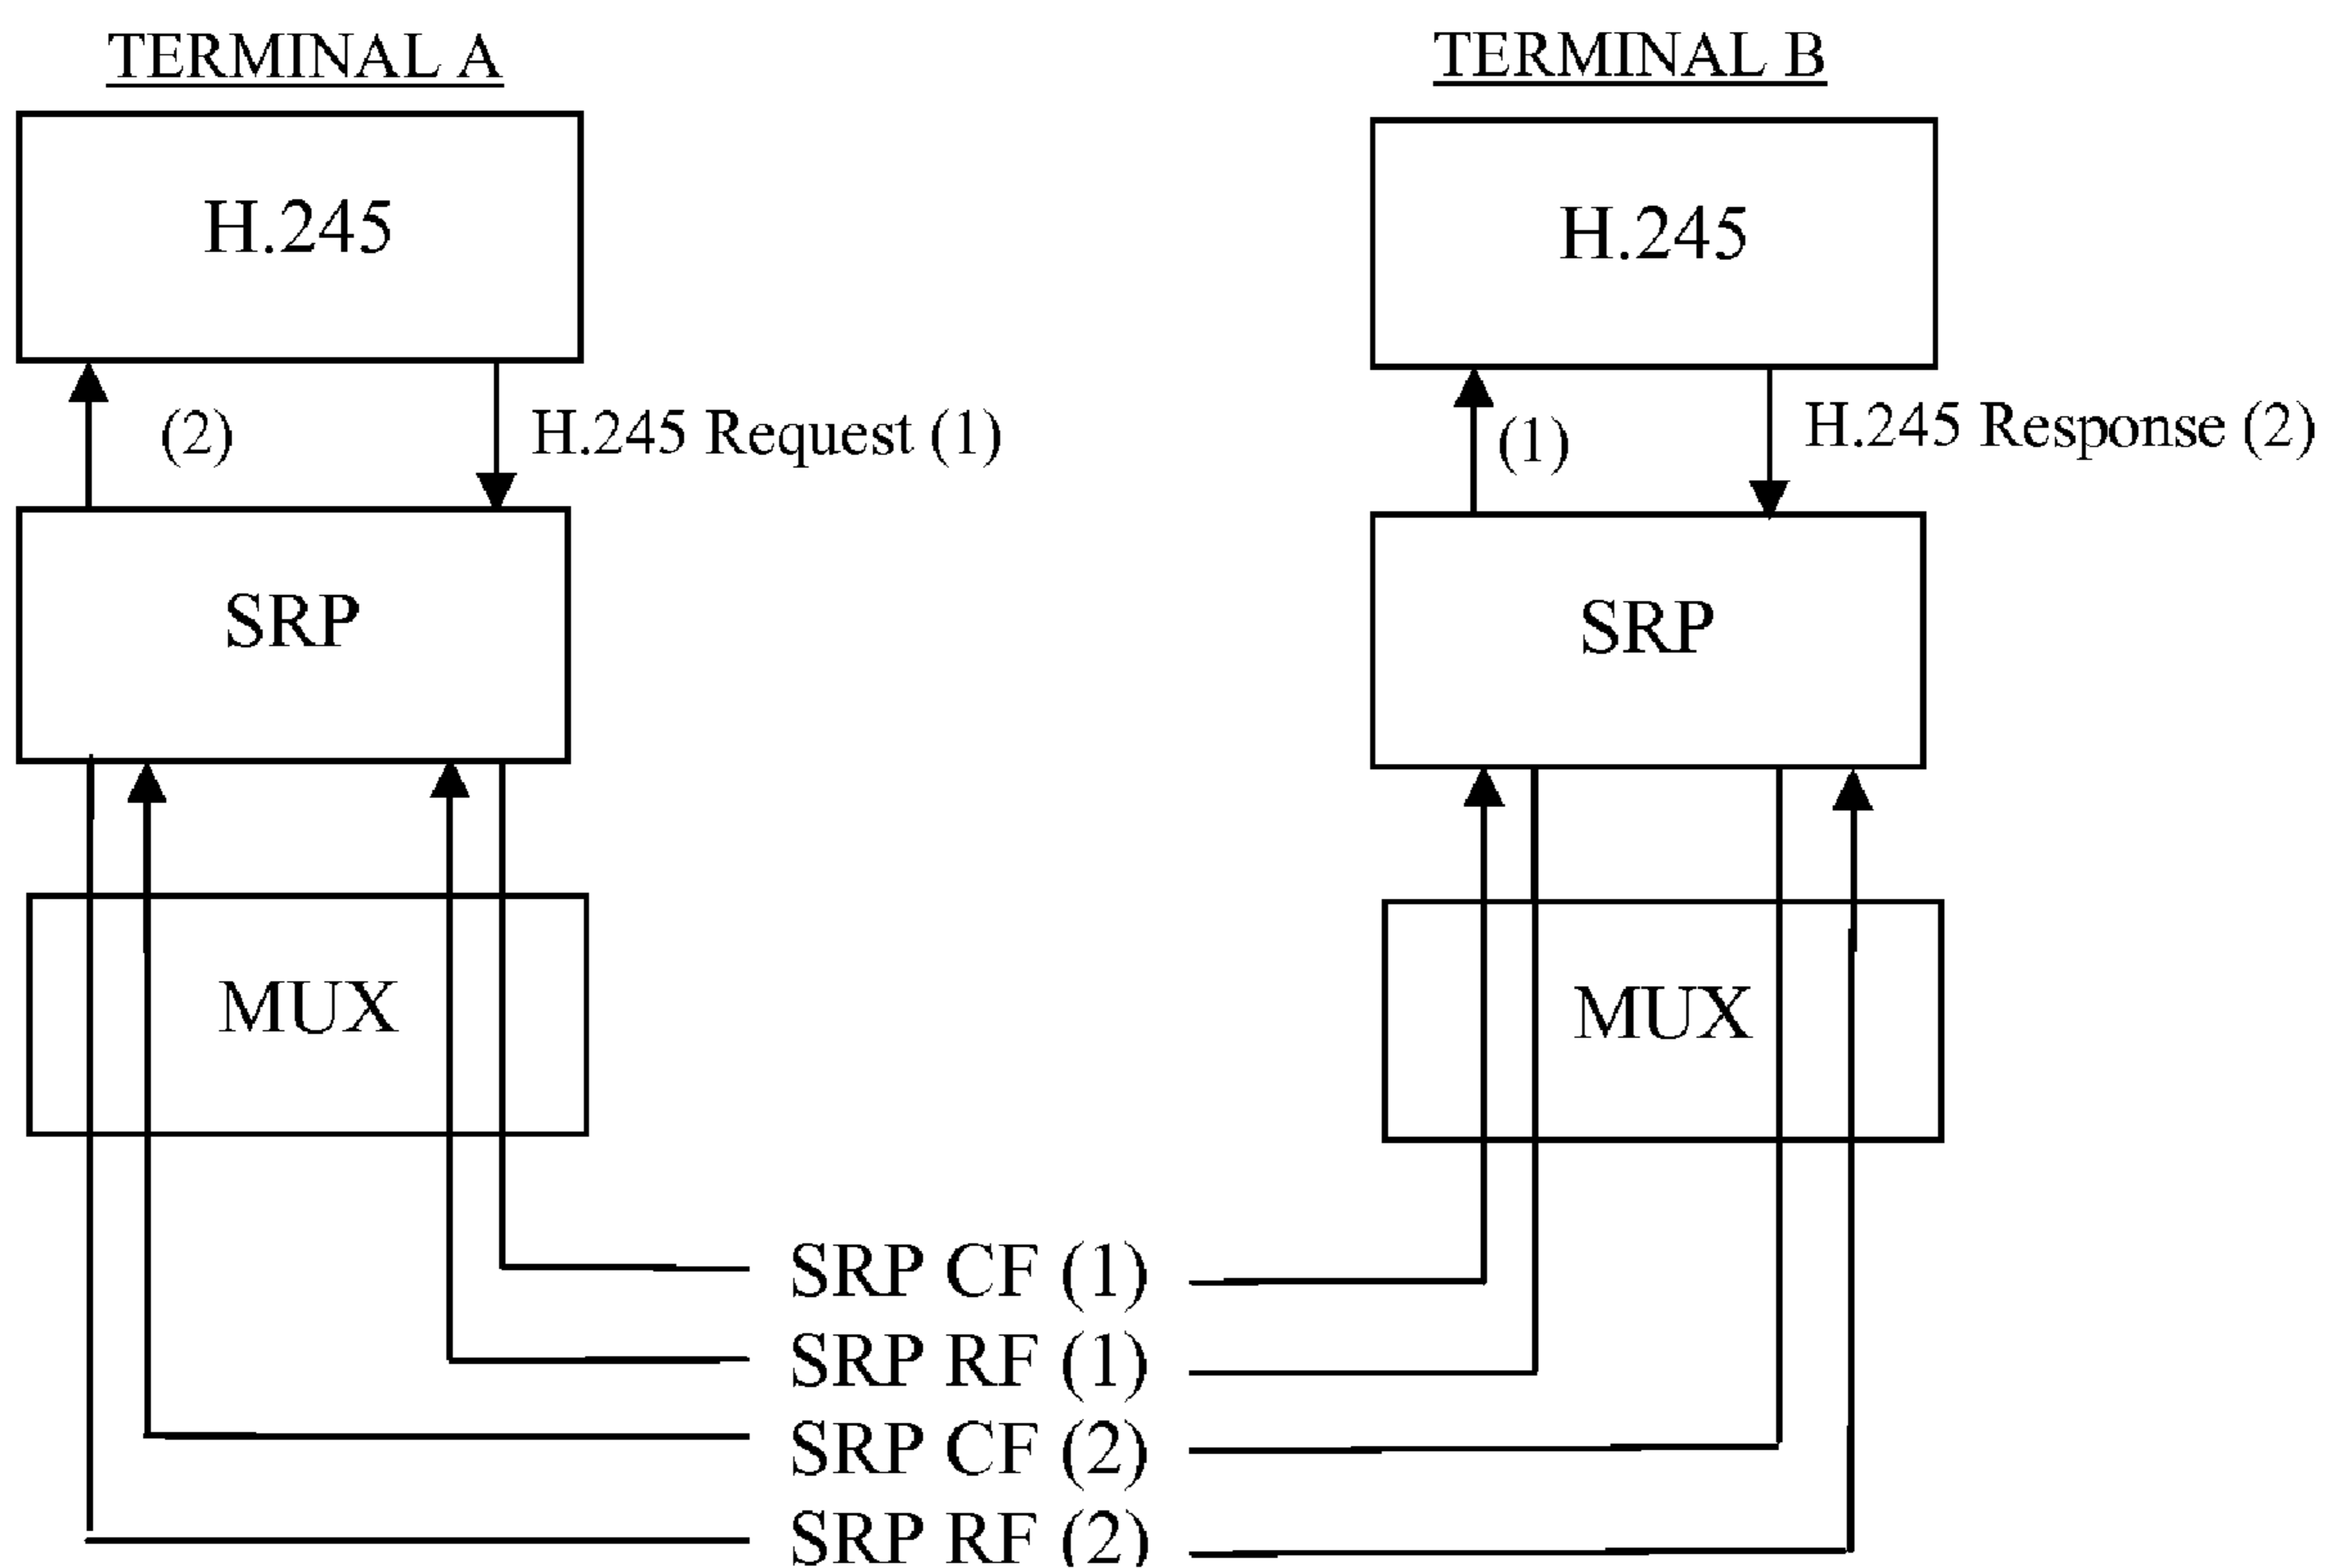 TERMINAL A
TERMINAL B
H.245
H.245
(2)
H.245 Request (1)
(1)
H.245 Response (2)
SRP
SRP
MUX
MUX
SRP CF (1)
SRP RF (1)
SRP CF (2)
SRP RF (2)